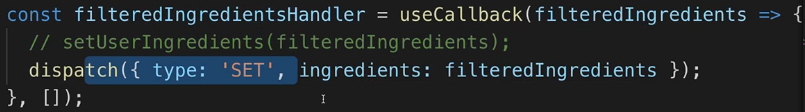 const filteredIngredientsHandler = useCallback(filteredIngredients => {
// setUserIngredients(filteredIngredients);
dispatch({ type: 'SET', ingredients: filteredIngredients });
}, []);